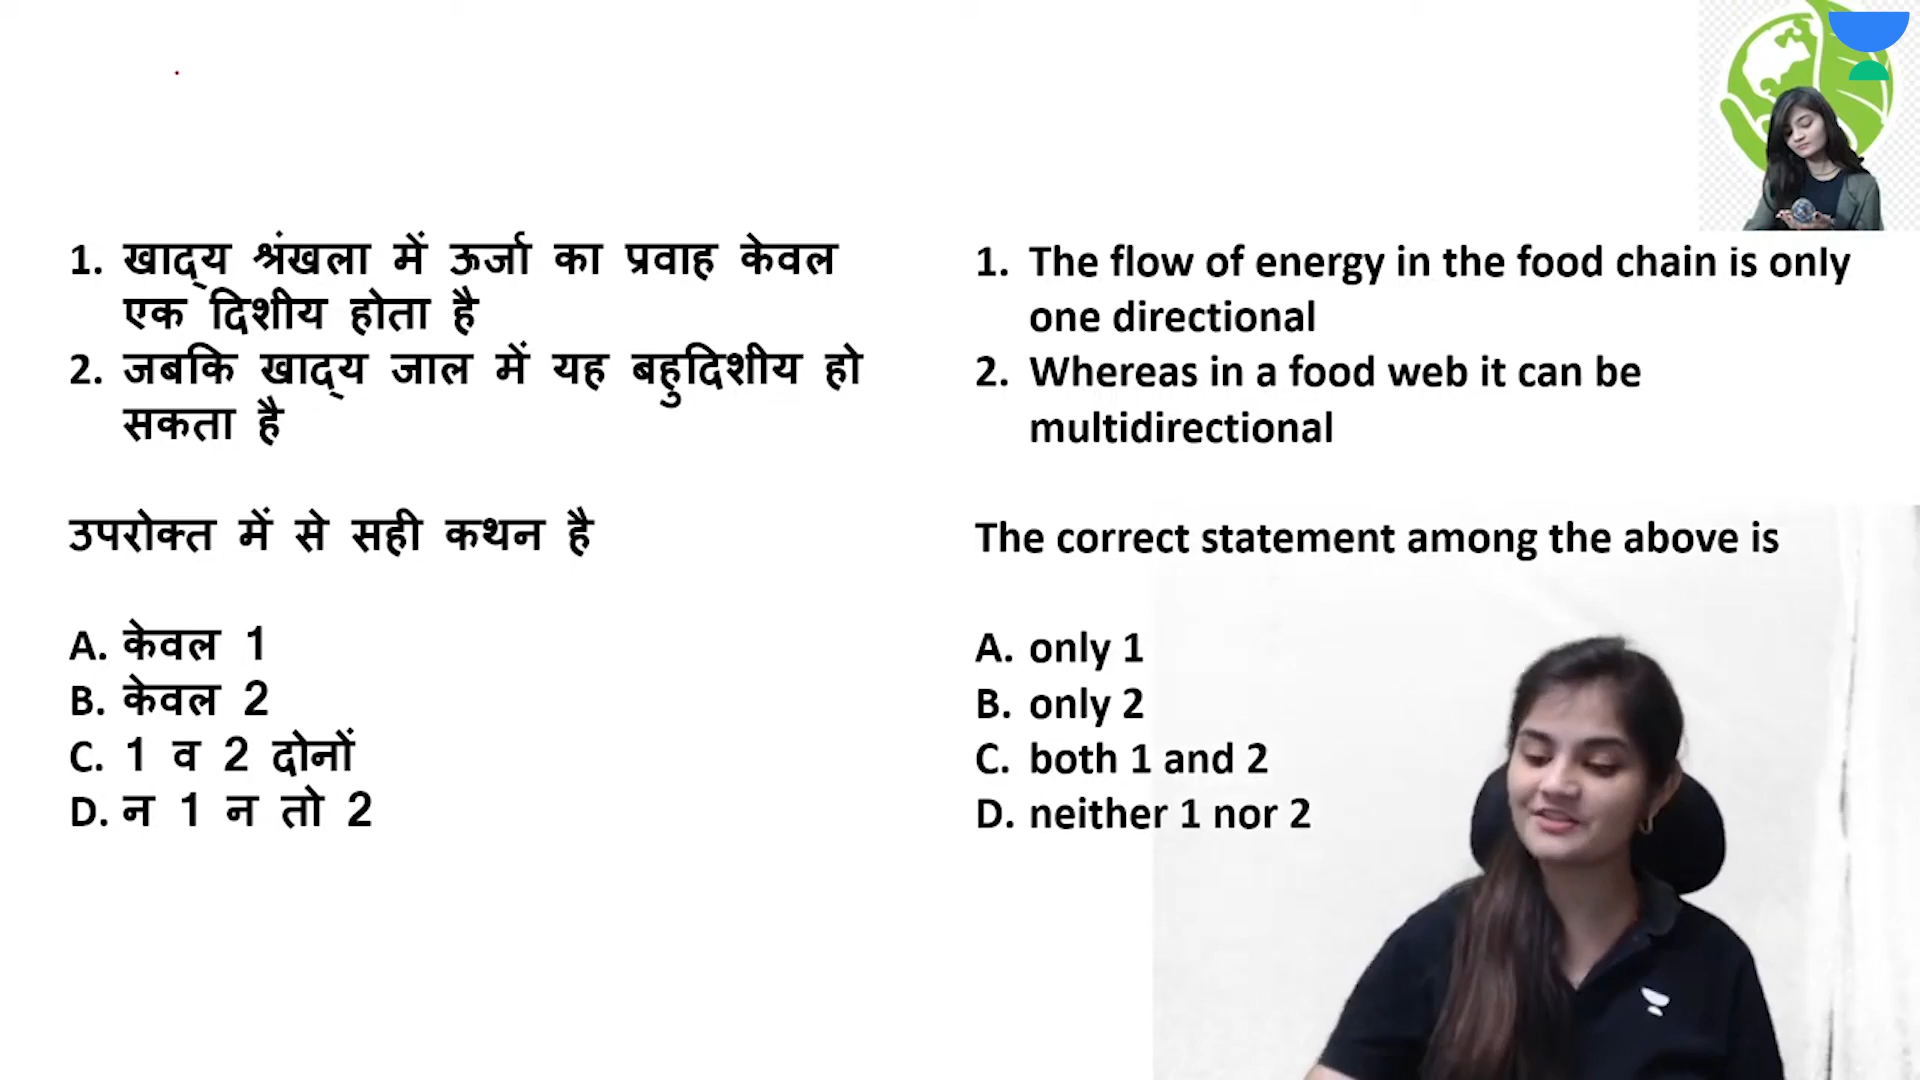 1. खाद्य श्रंखला में ऊर्जा का प्रवाह केवल
एक दिशीय होता है
2. जबकि खाद्य जाल में यह बहुदिशीय हो
सकता है
उपरोक्त में से सही कथन है
A. केवल 1
B. केवल 2
C. 1 व 2 दोनों
D. न 1 न तो 2
1. The flow of energy in the food chain is only
one directional
2. Whereas in a food web it can be
multidirectional
The correct statement among the above is
A. only 1
B. only 2
C. both 1 and 2
D. neither 1 nor 2